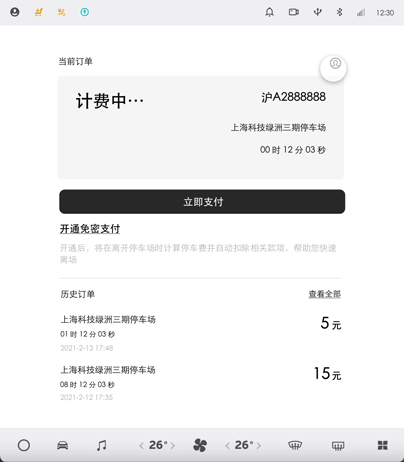 12:30
当前订单
计费中…
沪A2888888
上海科技绿洲三期停车场
00 时 12 分 03 秒
立即支付
开通免密支付
开通后，将在离开停车场时计算停车费并自动扣除相关款项，帮助您快速
离场
历史订单 查看全部
上海科技绿洲三期停车场
5 元
01 时 12 分 03 秒
2021-2-13 17:48
上海科技绿洲三期停车场
15元
08 时 12 分 03 秒
2021-2-12 17:35
26° 26°